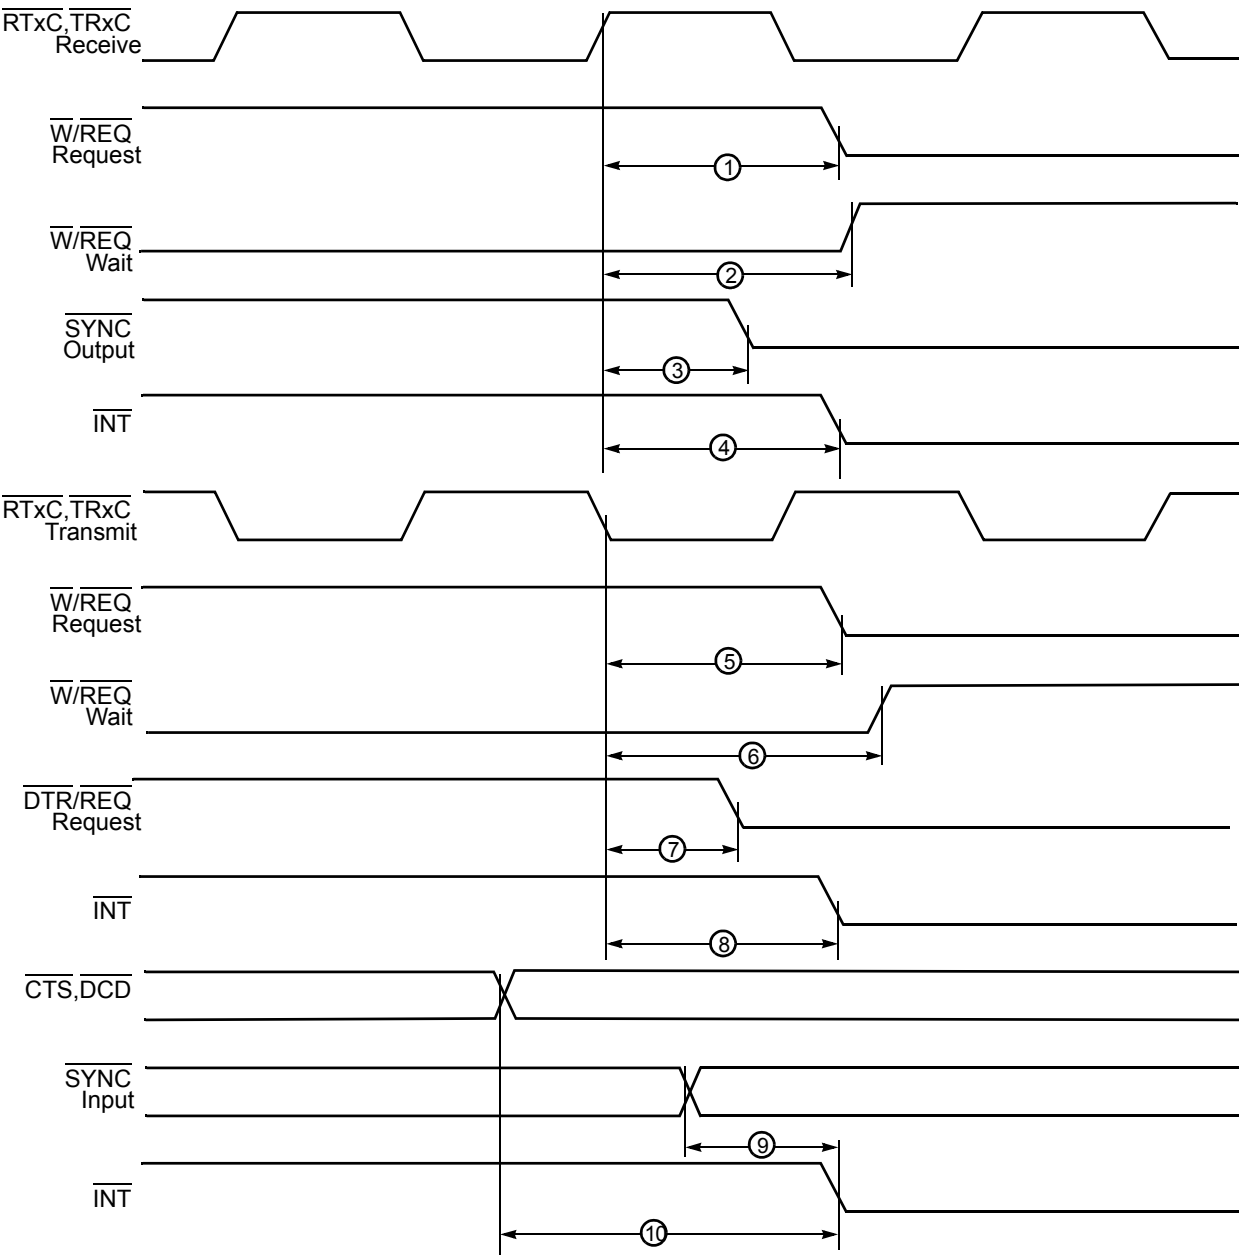 RTxC,TRxC
Receive
W/REQ
Request
1
W/REQ
Wait
2
SYNC
Output
3
INT
4
RTxC,TRxC
Transmit
W/REQ
Request
5
W/REQ
Wait
6
DTR/REQ
Request
7
INT
8
CTS,DCD
SYNC
Input
9
INT
10